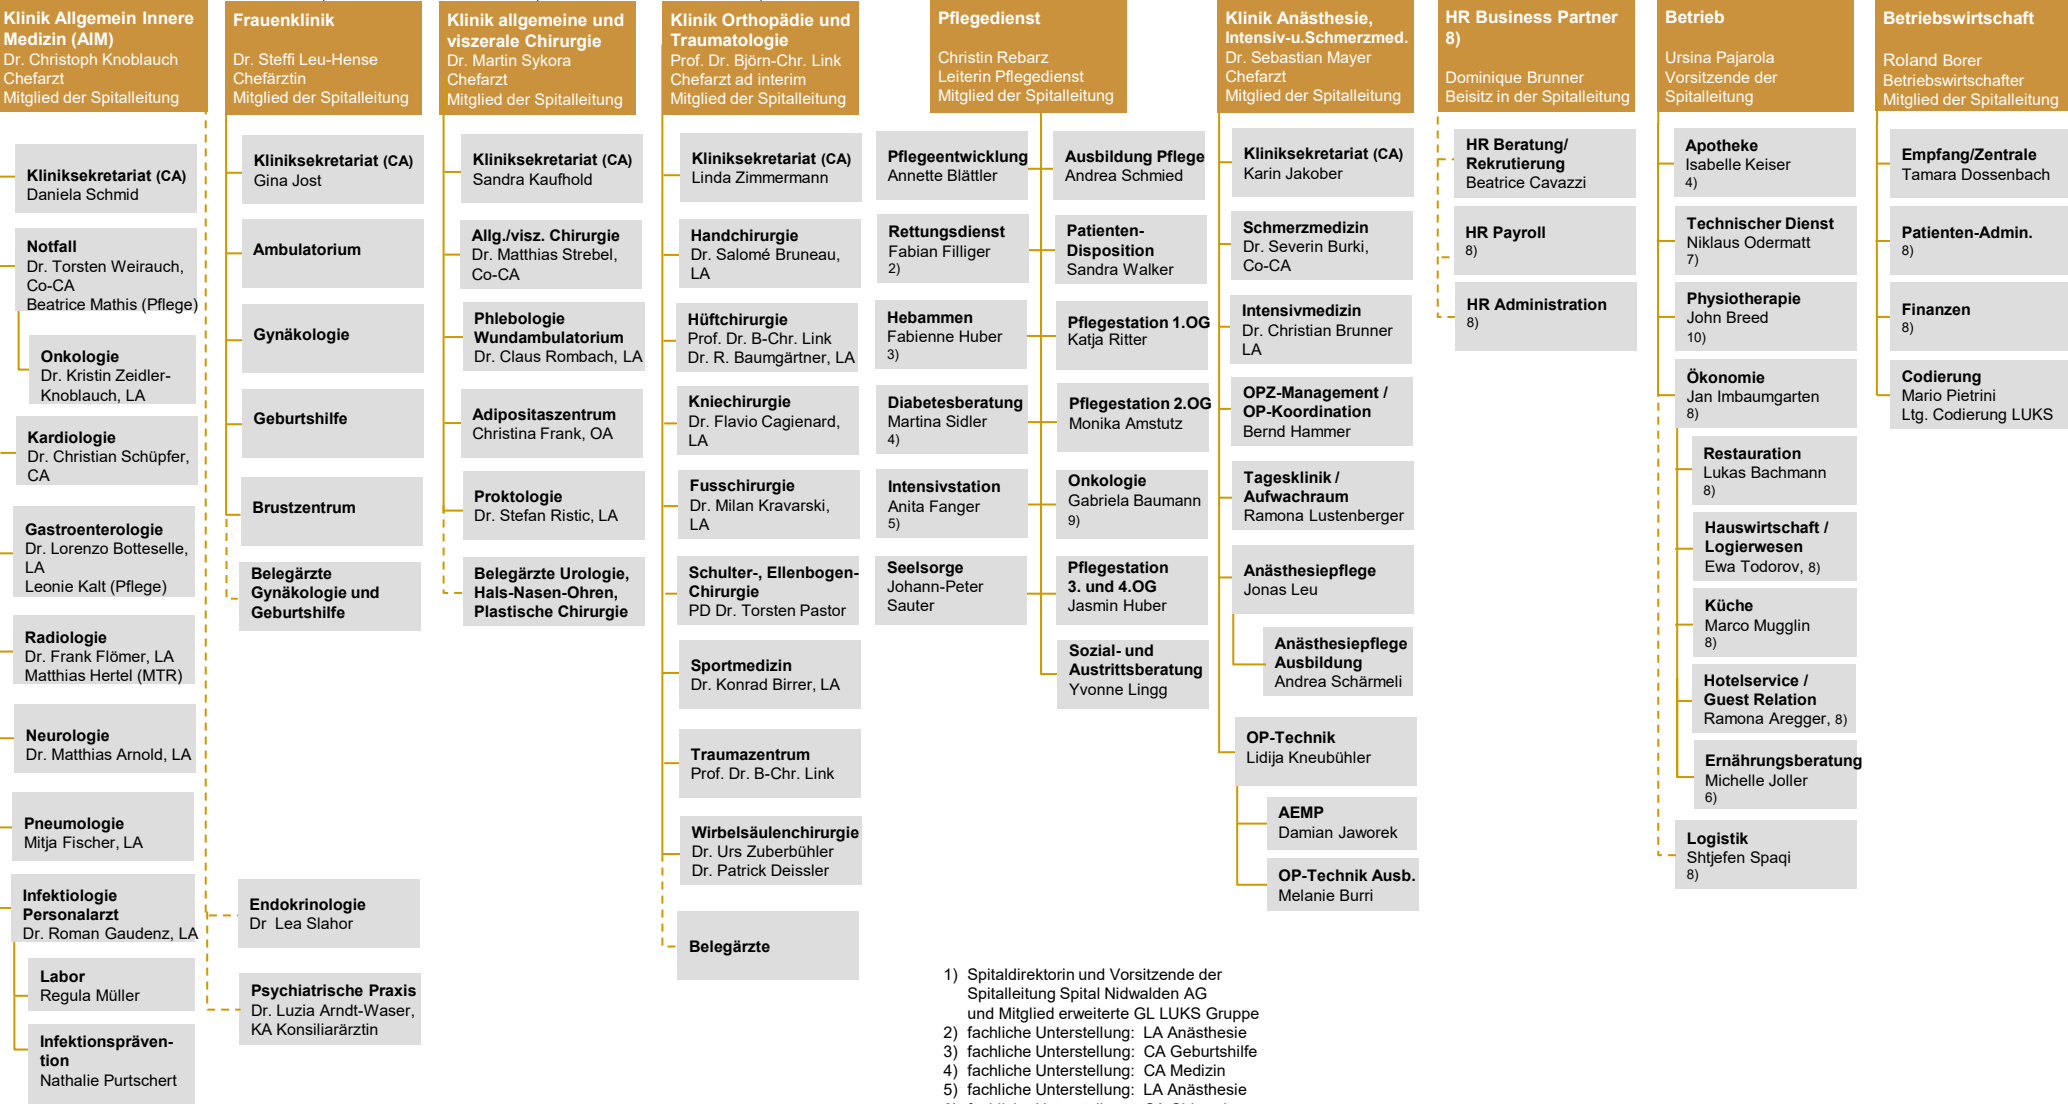 Klinik Allgemein Innere
Medizin (AIM)
Dr. Christoph Knoblauch
Chefarzt
Mitglied der Spitalleitung
Kliniksekretariat (CA)
Daniela Schmid
Notfall
Dr. Torsten Weirauch,
Co-CA
Beatrice Mathis (Pflege)
Onkologie
Dr. Kristin Zeidler-
Knoblauch, LA
Kardiologie
Dr. Christian Schüpfer,
CA
Gastroenterologie
Dr. Lorenzo Botteselle,
LA
Leonie Kalt (Pflege)
Radiologie
Dr. Frank Flömer, LA
Matthias Hertel (MTR)
Neurologie
Dr. Matthias Arnold, LA
Pneumologie
Mitja Fischer, LA
Infektiologie
Personalarzt
Dr. Roman Gaudenz, LA
Labor
Regula Müller
Infektionspräven-
tion
Nathalie Purtschert
Endokrinologie
Dr  Lea Slahor
Psychiatrische Praxis
Dr. Luzia Arndt-Waser,
KA Konsiliarärztin
Frauenklinik
Dr. Steffi Leu-Hense
Chefärztin
Mitglied der Spitalleitung
Kliniksekretariat (CA)
Gina Jost
Ambulatorium
Gynäkologie
Geburtshilfe
Brustzentrum
Belegärzte
Gynäkologie und
Geburtshilfe
Klinik allgemeine und
viszerale Chirurgie
Dr. Martin Sykora
Chefarzt
Mitglied der Spitalleitung
Kliniksekretariat (CA)
Sandra Kaufhold
Allg./visz. Chirurgie
Dr. Matthias Strebel,
Co-CA
Phlebologie
Wundambulatorium
Dr. Claus Rombach, LA
Adipositaszentrum
Christina Frank, OA
Proktologie
Dr. Stefan Ristic, LA
Belegärzte Urologie,
Hals-Nasen-Ohren,
Plastische Chirurgie
Klinik Orthopädie und
Traumatologie
Prof. Dr. Björn-Chr. Link
Chefarzt ad interim
Mitglied der Spitalleitung
Kliniksekretariat (CA)
Linda Zimmermann
Handchirurgie
Dr. Salomé Bruneau,
LA
Hüftchirurgie
Prof. Dr. B-Chr. Link
Dr. R. Baumgärtner, LA
Kniechirurgie
Dr. Flavio Cagienard,
LA
Fusschirurgie
Dr. Milan Kravarski,
LA
Schulter-, Ellenbogen-
Chirurgie
PD Dr. Torsten Pastor
Sportmedizin
Dr. Konrad Birrer, LA
Traumazentrum
Prof. Dr. B-Chr. Link
Wirbelsäulenchirurgie
Dr. Urs Zuberbühler
Dr. Patrick Deissler
Belegärzte
Pflegedienst
Christin Rebarz
Leiterin Pflegedienst
Mitglied der Spitalleitung
Pflegeentwicklung
Annette Blättler
Rettungsdienst
Fabian Filliger
2)
Hebammen
Fabienne Huber
3)
Diabetesberatung
Martina Sidler
4)
Intensivstation
Anita Fanger
5)
Seelsorge
Johann-Peter
Sauter
Ausbildung Pflege
Andrea Schmied
Patienten-
Disposition
Sandra Walker
Pflegestation 1.OG
Katja Ritter
Pflegestation 2.OG
Monika Amstutz
Onkologie
Gabriela Baumann
9)
Pflegestation
3. und 4.OG
Jasmin Huber
Sozial- und
Austrittsberatung
Yvonne Lingg
Klinik Anästhesie,
Intensiv-u.Schmerzmed.
Dr. Sebastian Mayer
Chefarzt
Mitglied der Spitalleitung
Kliniksekretariat (CA)
Karin Jakober
Schmerzmedizin
Dr. Severin Burki,
Co-CA
Intensivmedizin
Dr. Christian Brunner
LA
OPZ-Management /
OP-Koordination
Bernd Hammer
Tagesklinik /
Aufwachraum
Ramona Lustenberger
Anästhesiepflege
Jonas Leu
Anästhesiepflege
Ausbildung
Andrea Schärmeli
OP-Technik
Lidija Kneubühler
AEMP
Damian Jaworek
OP-Technik Ausb.
Melanie Burri
HR Business Partner
8)
Dominique Brunner
Beisitz in der Spitalleitung
HR Beratung/
Rekrutierung
Beatrice Cavazzi
HR Payroll
8)
HR Administration
8)
Betrieb
Ursina Pajarola
Vorsitzende der
Spitalleitung
Apotheke
Isabelle Keiser
4)
Technischer Dienst
Niklaus Odermatt
7)
Physiotherapie
John Breed
10)
Ökonomie
Jan Imbaumgarten
8)
Restauration
Lukas Bachmann
8)
Hauswirtschaft /
Logierwesen
Ewa Todorov, 8)
Küche
Marco Mugglin
8)
Hotelservice /
Guest Relation
Ramona Aregger, 8)
Ernährungsberatung
Michelle Joller
6)
Logistik
Shtjefen Spaqi
8)
Betriebswirtschaft
Roland Borer
Betriebswirtschafter
Mitglied der Spitalleitung
Empfang/Zentrale
Tamara Dossenbach
Patienten-Admin.
8)
Finanzen
8)
Codierung
Mario Pietrini
Ltg. Codierung LUKS
1) Spitaldirektorin und Vorsitzende der
Spitalleitung Spital Nidwalden AG
und Mitglied erweiterte GL LUKS Gruppe
2) fachliche Unterstellung: LA Anästhesie
3) fachliche Unterstellung: CA Geburtshilfe
4) fachliche Unterstellung: CA Medizin
5) fachliche Unterstellung: LA Anästhesie